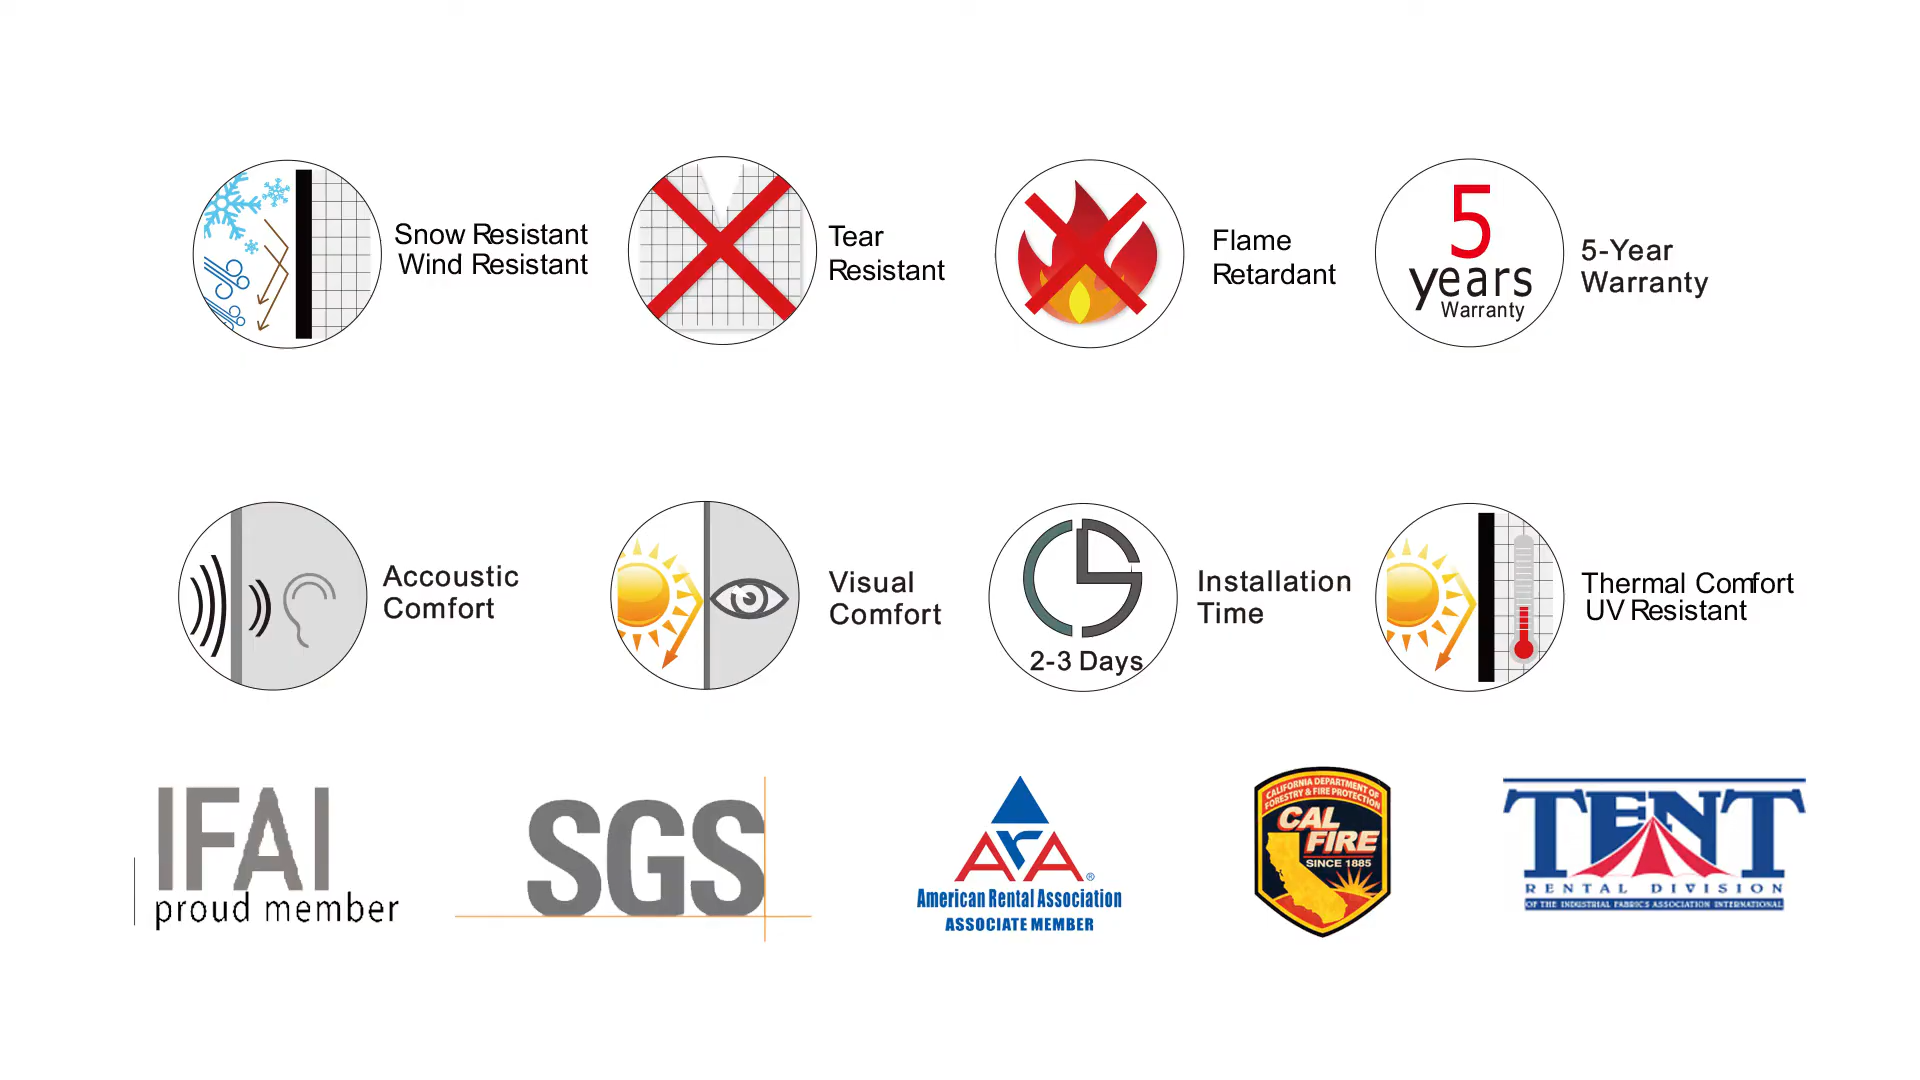 Snow Resistant
Wind Resistant
Tear
Resistant
Flame
Retardant
5
years
Warranty
5-Year
Warranty
Accoustic
Comfort
Visual
Comfort
2-3 Days
Installation
Time
Thermal Comfort
UV Resistant
IFAI
proud member
SGS
ArA®
American Rental Association
ASSOCIATE MEMBER
CALIFORNIA DEPARTMENT OF
FORESTRY & FIRE PROTECTION
CAL
FIRE
SINCE 1885
TENT
RENTAL DIVISION
OF THE INDUSTRIAL FABRICS ASSOCIATION INTERNATIONAL